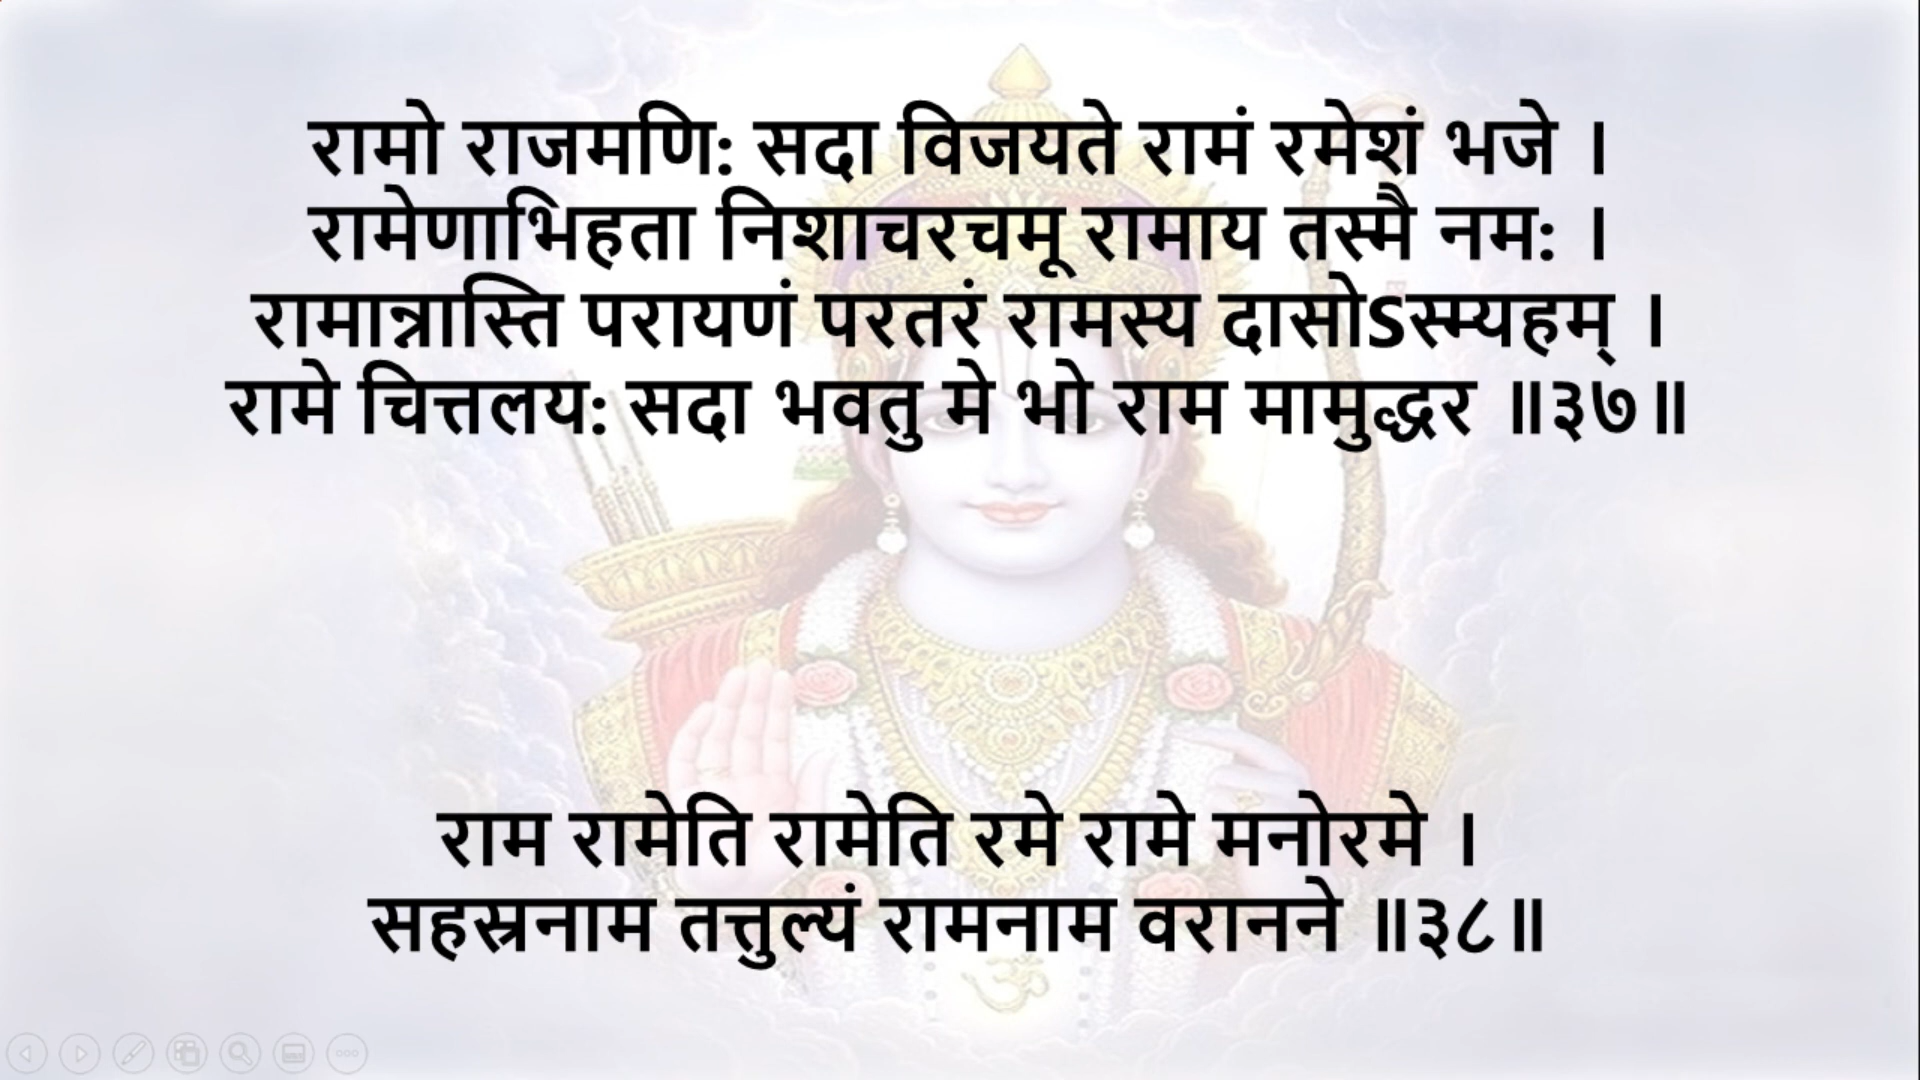 रामो राजमणि: सदा विजयते रामं रमेशं भजे ।
रामेणाभिहता निशाचरचमू रामाय तस्मै नम: ।
रामान्नास्ति परायणं परतरं रामस्य दासोSस्म्यहम् ।
रामे चित्तलय: सदा भवतु मे भो राम मामुद्धर ॥३७॥
राम रामेति रामेति रमे रामे मनोरमे ।
सहस्रनाम तत्तुल्यं रामनाम वरानने ॥३८॥
ॐ